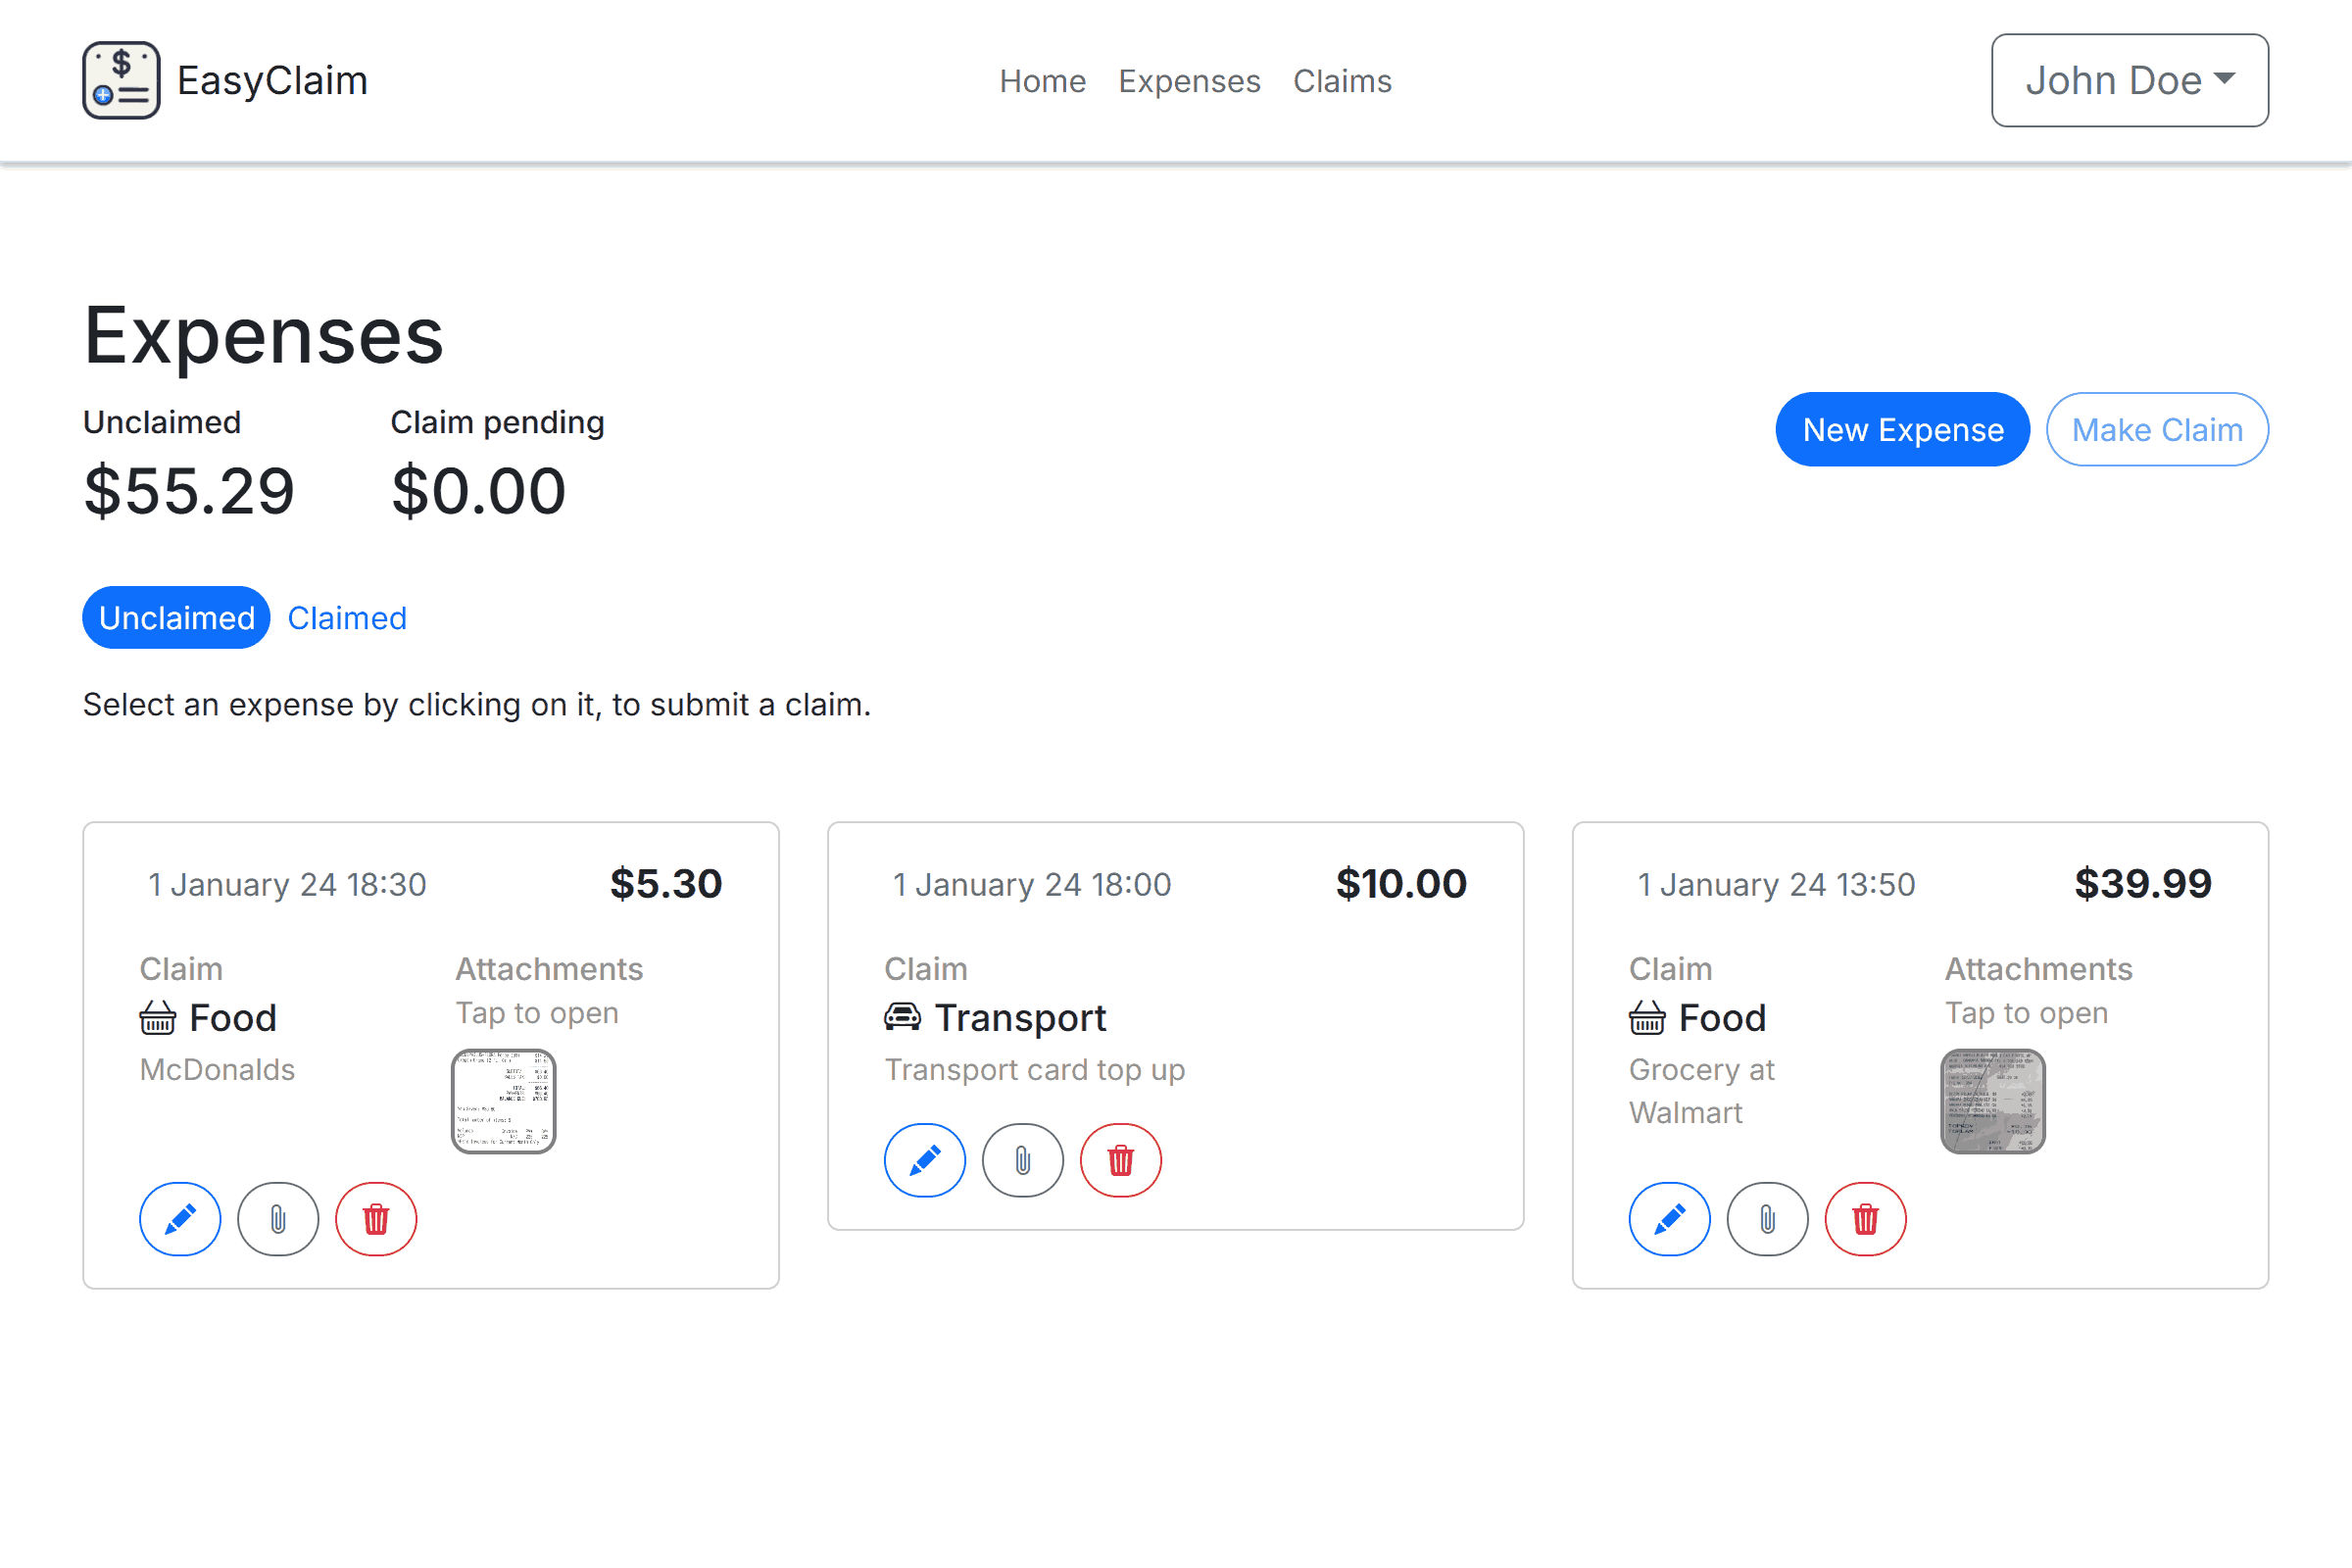 EasyClaim
Home Expenses Claims
John Doe
Expenses
Unclaimed Claim pending
$55.29 $0.00
New Expense Make Claim
Unclaimed Claimed
Select an expense by clicking on it, to submit a claim.
1 January 24 18:30 $5.30
Claim Attachments
Food Tap to open
McDonalds
1 January 24 18:00 $10.00
Claim
Transport
Transport card top up
1 January 24 13:50 $39.99
Claim Attachments
Food Tap to open
Grocery at
Walmart